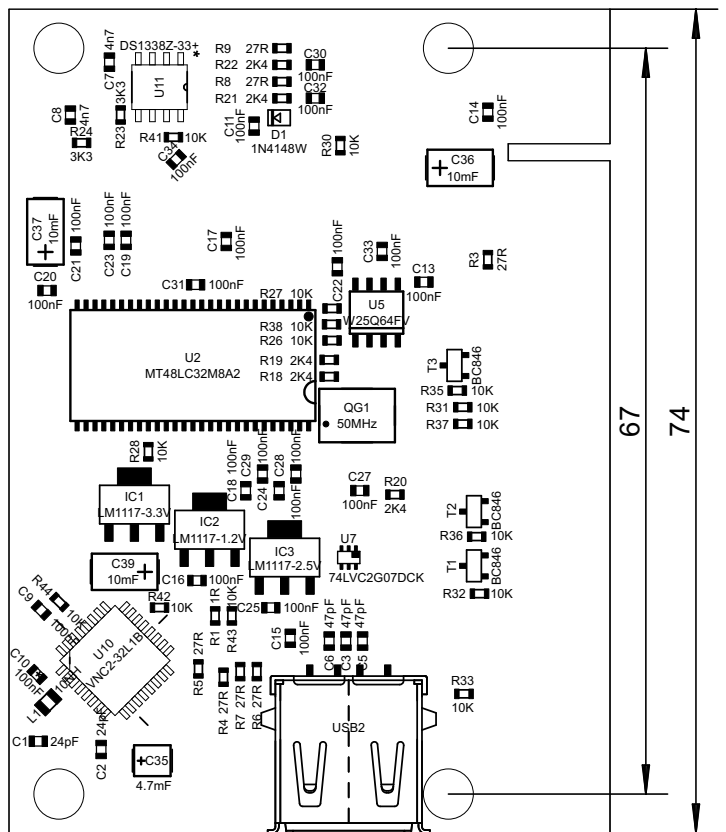 DS1338Z-33+
*
U11
C7
4n7
C8
4n7
R24
3K3
R23
3K3
R41
10K
C34
100nF
R9 27R
R22 2K4
R8 27R
R21 2K4
C30
100nF
C32
100nF
C11
100nF
D1
1N4148W
R30
10K
C14
100nF
C36
10mF
C37
10mF
C20
100nF
C21
100nF
C23
100nF
C19
100nF
C17
100nF
C31
100nF
C22
100nF
C33
100nF
C13
100nF
R3
27R
R27 10K
R38 10K
R26 10K
R19 2K4
R18 2K4
U5
W25Q64FV
U2
MT48LC32M8A2
QG1
50MHz
T3
BC846
R35
10K
R31
10K
R37
10K
67
74
R28
10K
IC1
LM1117-3.3V
IC2
LM1117-1.2V
IC3
LM1117-2.5V
C18
100nF
C29
C24
100nF
C28
100nF
C27
100nF
R20
2K4
T2
BC846
R36
10K
T1
BC846
R32
10K
U7
74LVC2G07DCK
C39
10mF
C16
100nF
R42
10K
R1
1R
R43
10K
C25
100nF
C15
100nF
C6
47pF
C3
47pF
C5
47pF
R44
10K
C9
100nF
U10
VNC2-32L1B
C10
100nF
L1
10NH
C1
24pF
C2
24pF
C35
4.7mF
R5
27R
R4
27R
R7
27R
R6
27R
USB2
R33
10K